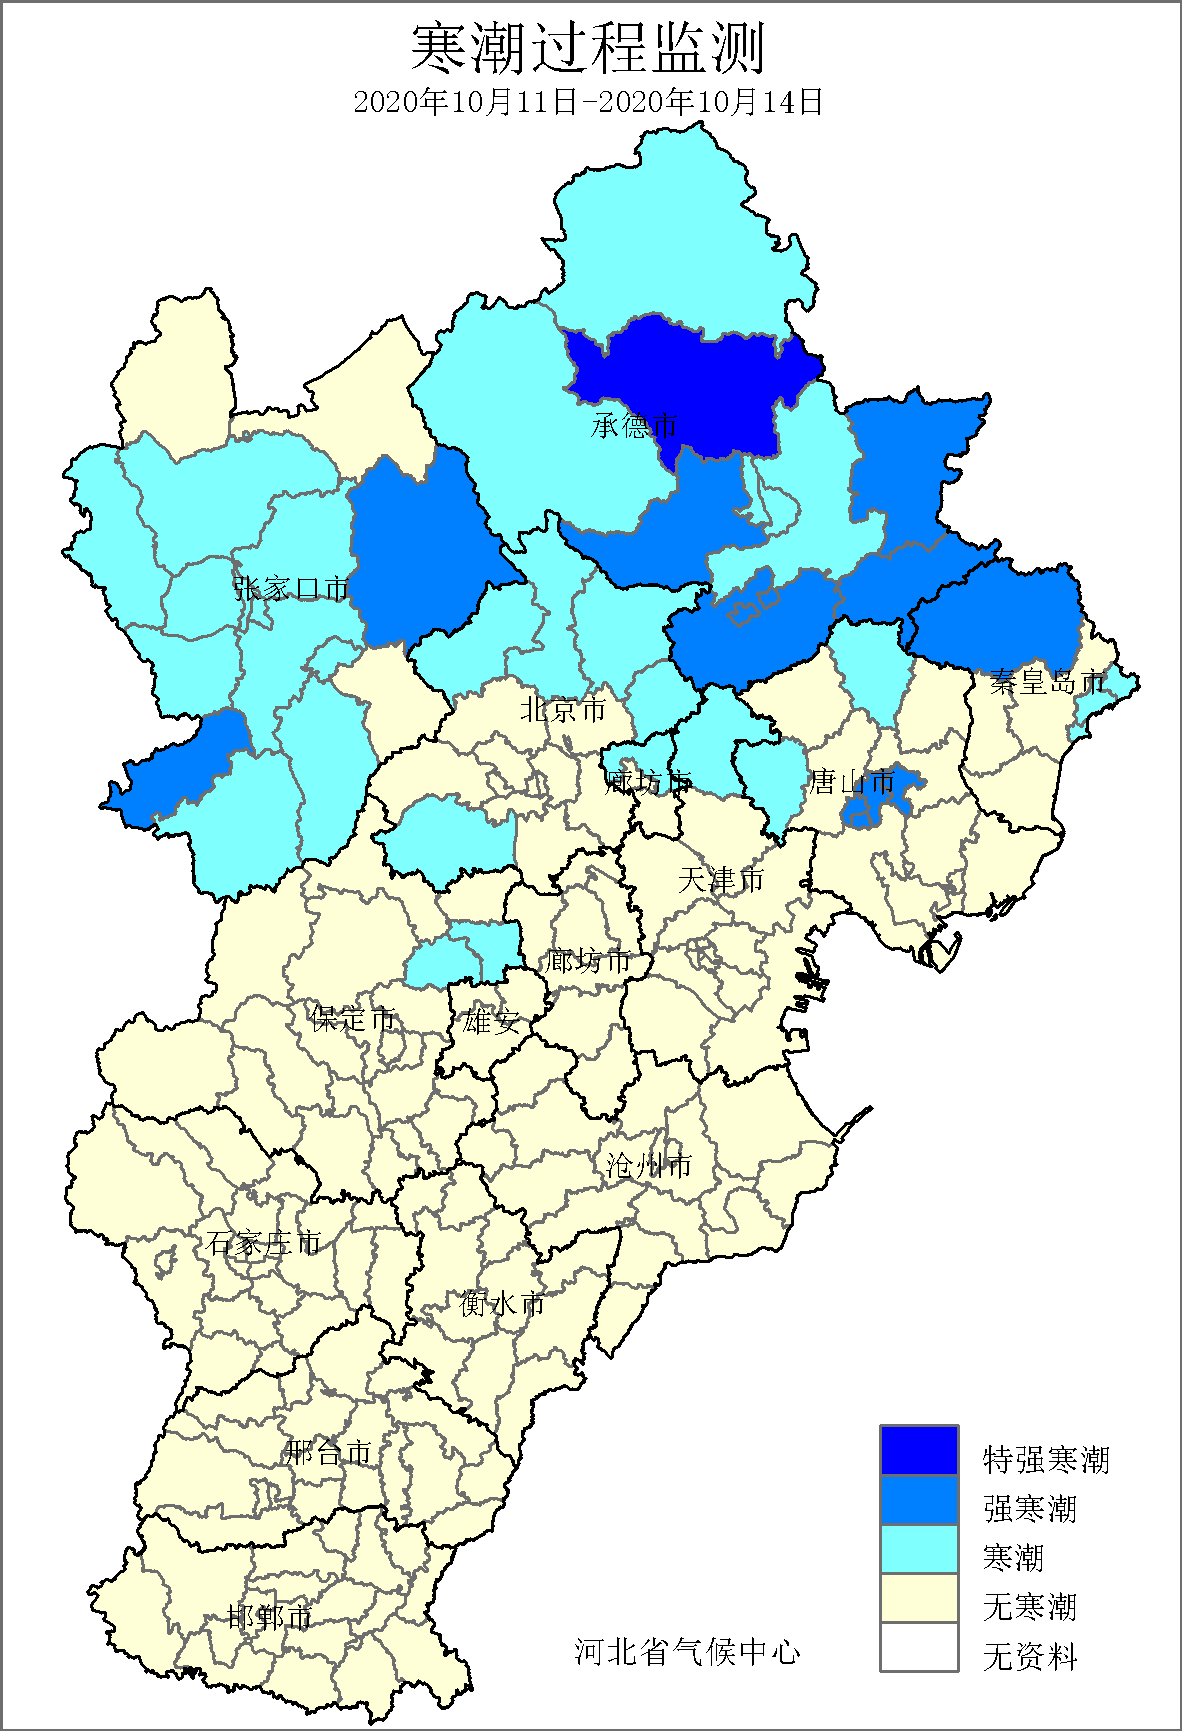 寒潮过程监测
2020年10月11日-2020年10月14日
承德市
张家口市
秦皇岛市
北京市
廊坊市
唐山市
天津市
廊坊市
保定市
雄安
沧州市
石家庄市
衡水市
邢台市
邯郸市
特强寒潮
强寒潮
寒潮
无寒潮
无资料
河北省气候中心